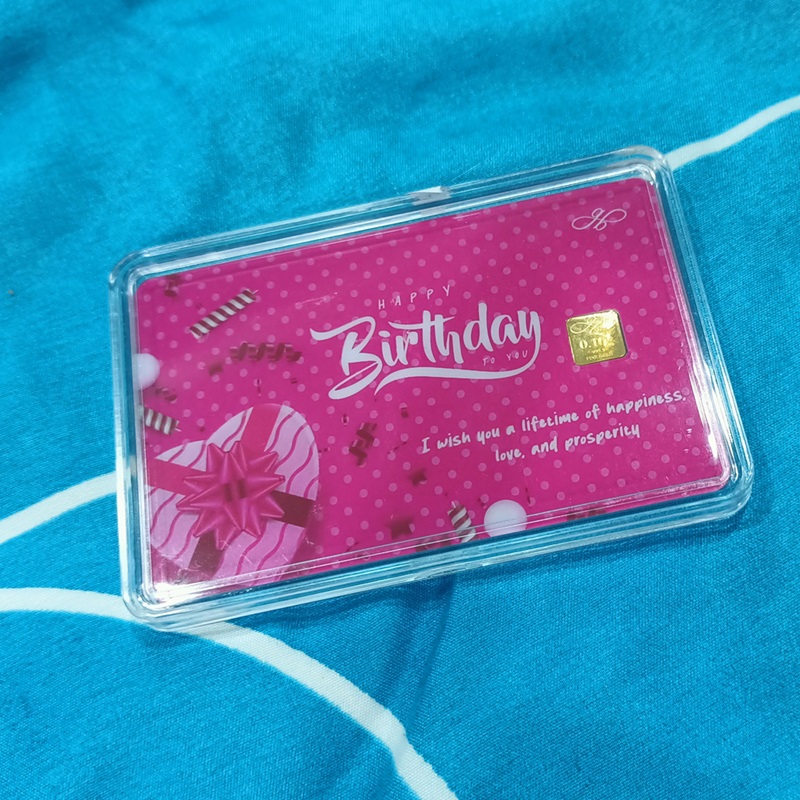 HAPPY
Birthday
TO YOU
I wish you a lifetime of happiness,
love, and prosperity